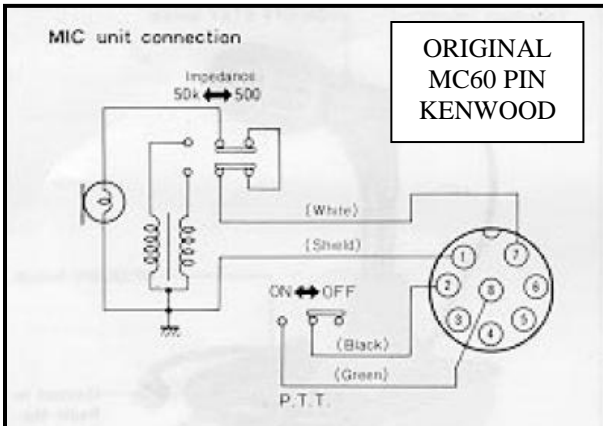 MIC unit connection
ORIGINAL
MC60 PIN
KENWOOD
Impedance
50k ↔ 500
(White)
(Shield)
1 7
ON ↔ OFF
2 8 6
3 5
4
(Black)
(Green)
P.T.T.